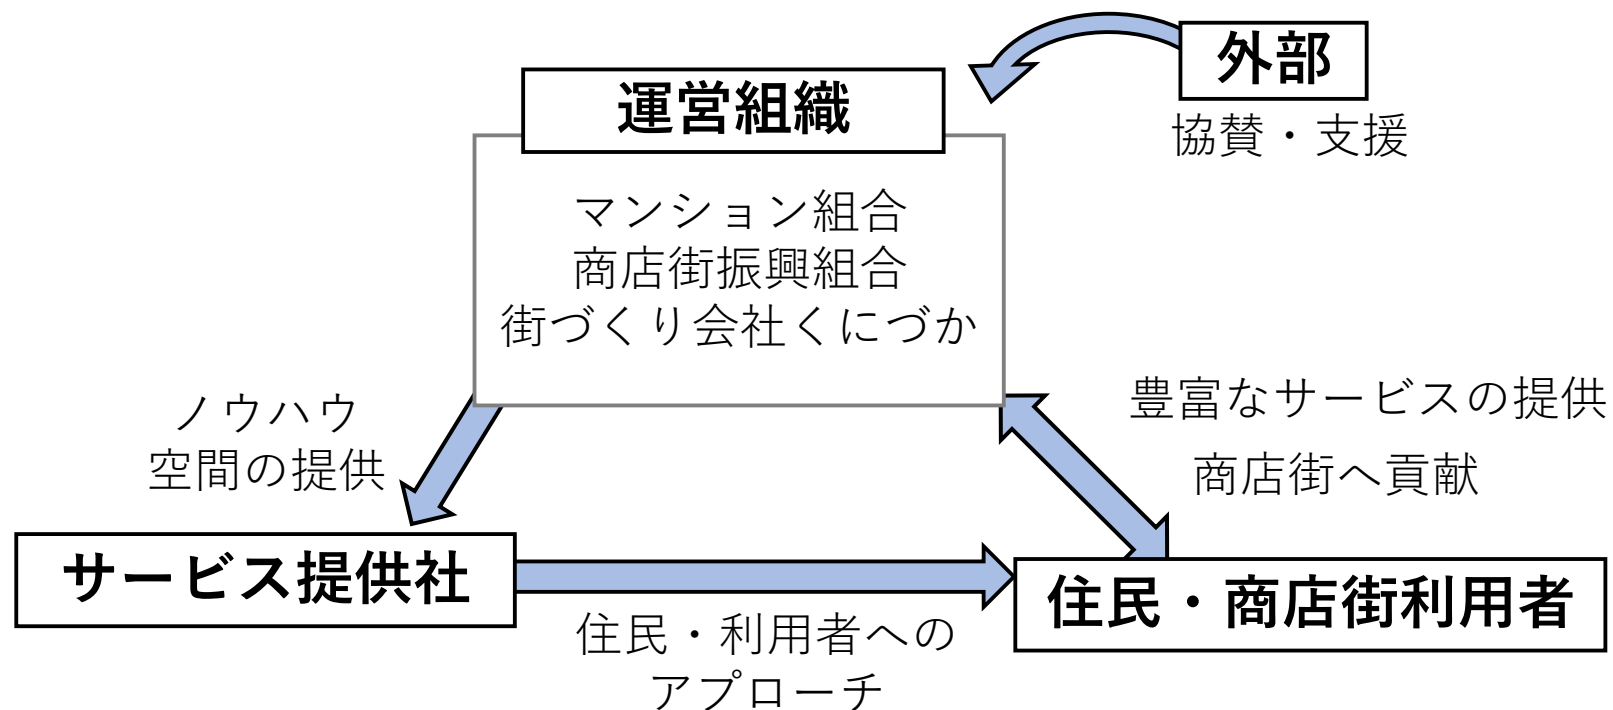 外部
協賛・支援
運営組織
マンション組合
商店街振興組合
街づくり会社くにづか
ノウハウ
空間の提供
豊富なサービスの提供
商店街へ貢献
サービス提供社
住民・商店街利用者
住民・利用者への
アプローチ